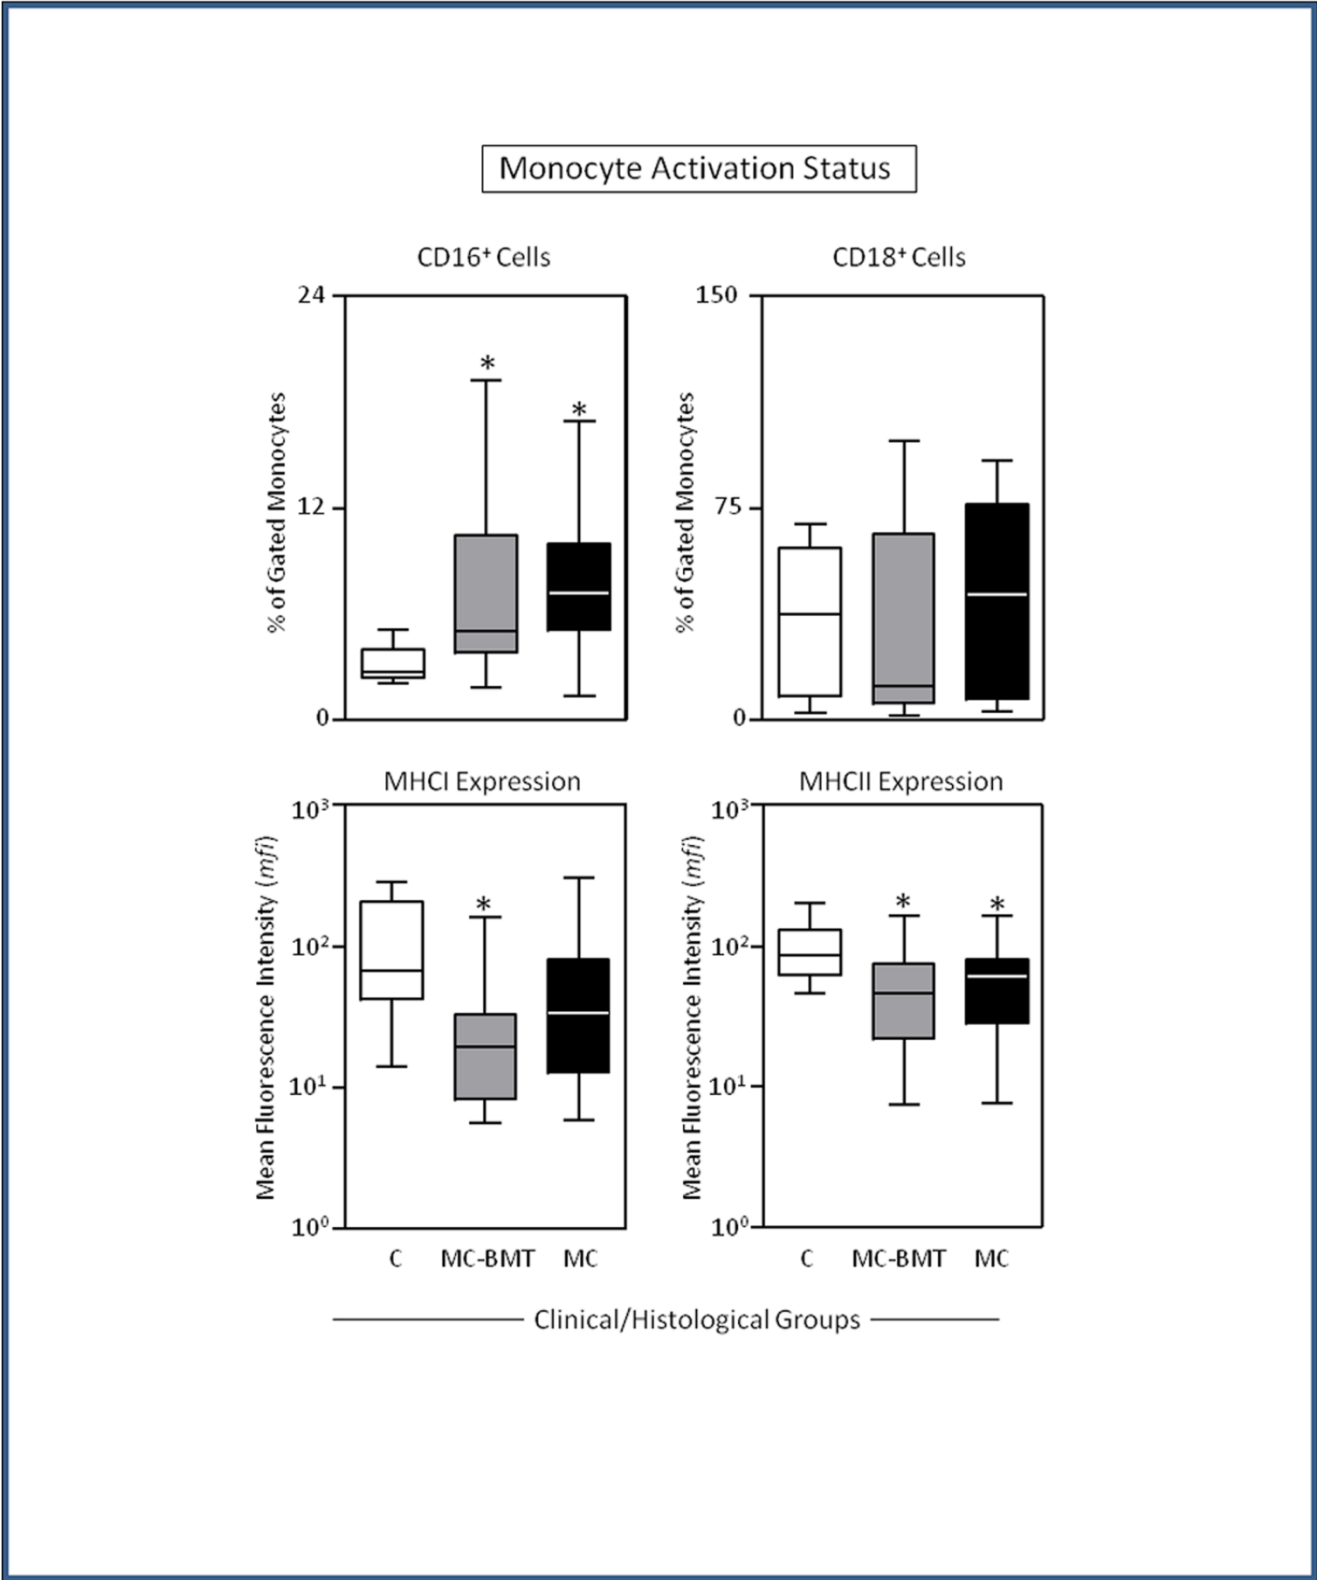 Monocyte Activation Status
CD16⁺ Cells
CD18⁺ Cells
% of Gated Monocytes
24
12
0
*
*
% of Gated Monocytes
150
75
0
MHCI Expression
MHCII Expression
Mean Fluorescence Intensity (mfi)
10³
10²
10¹
10⁰
*
Mean Fluorescence Intensity (mfi)
10³
10²
10¹
10⁰
*
*
C MC-BMT MC
C MC-BMT MC
Clinical/Histological Groups